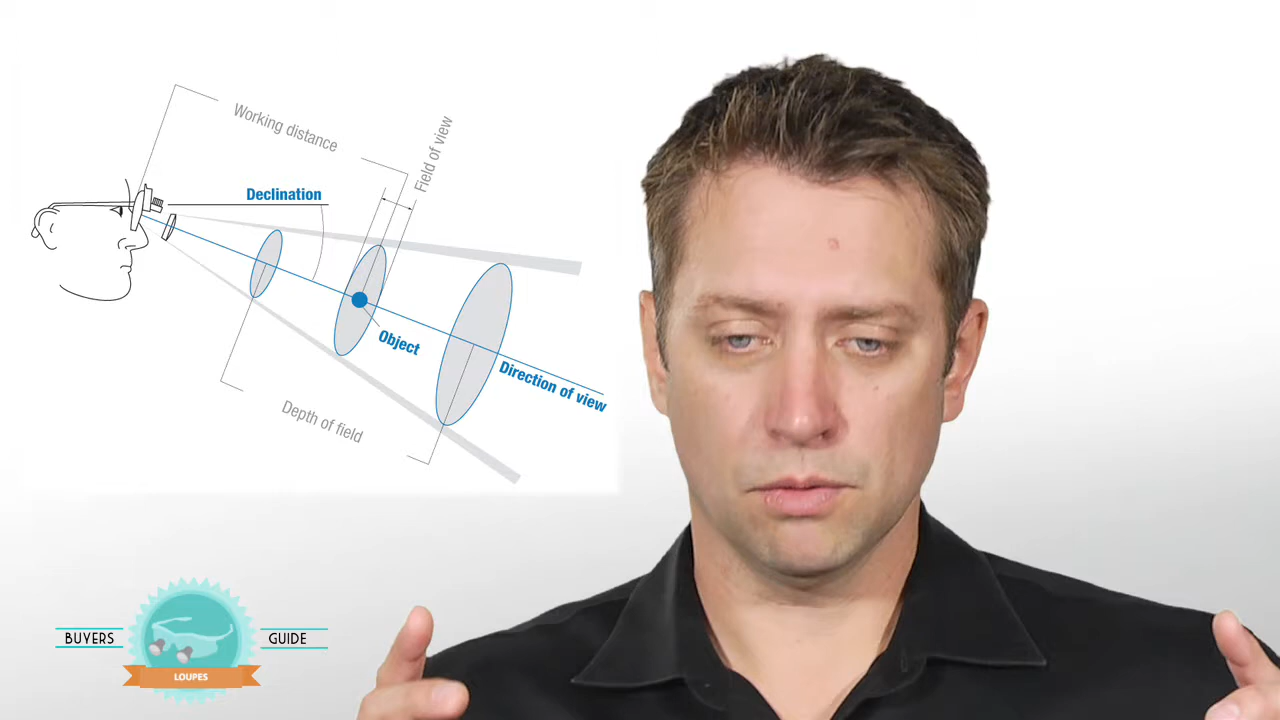 Working distance
Field of view
Declination
Object
Direction of view
Depth of field
BUYERS GUIDE
LOUPES